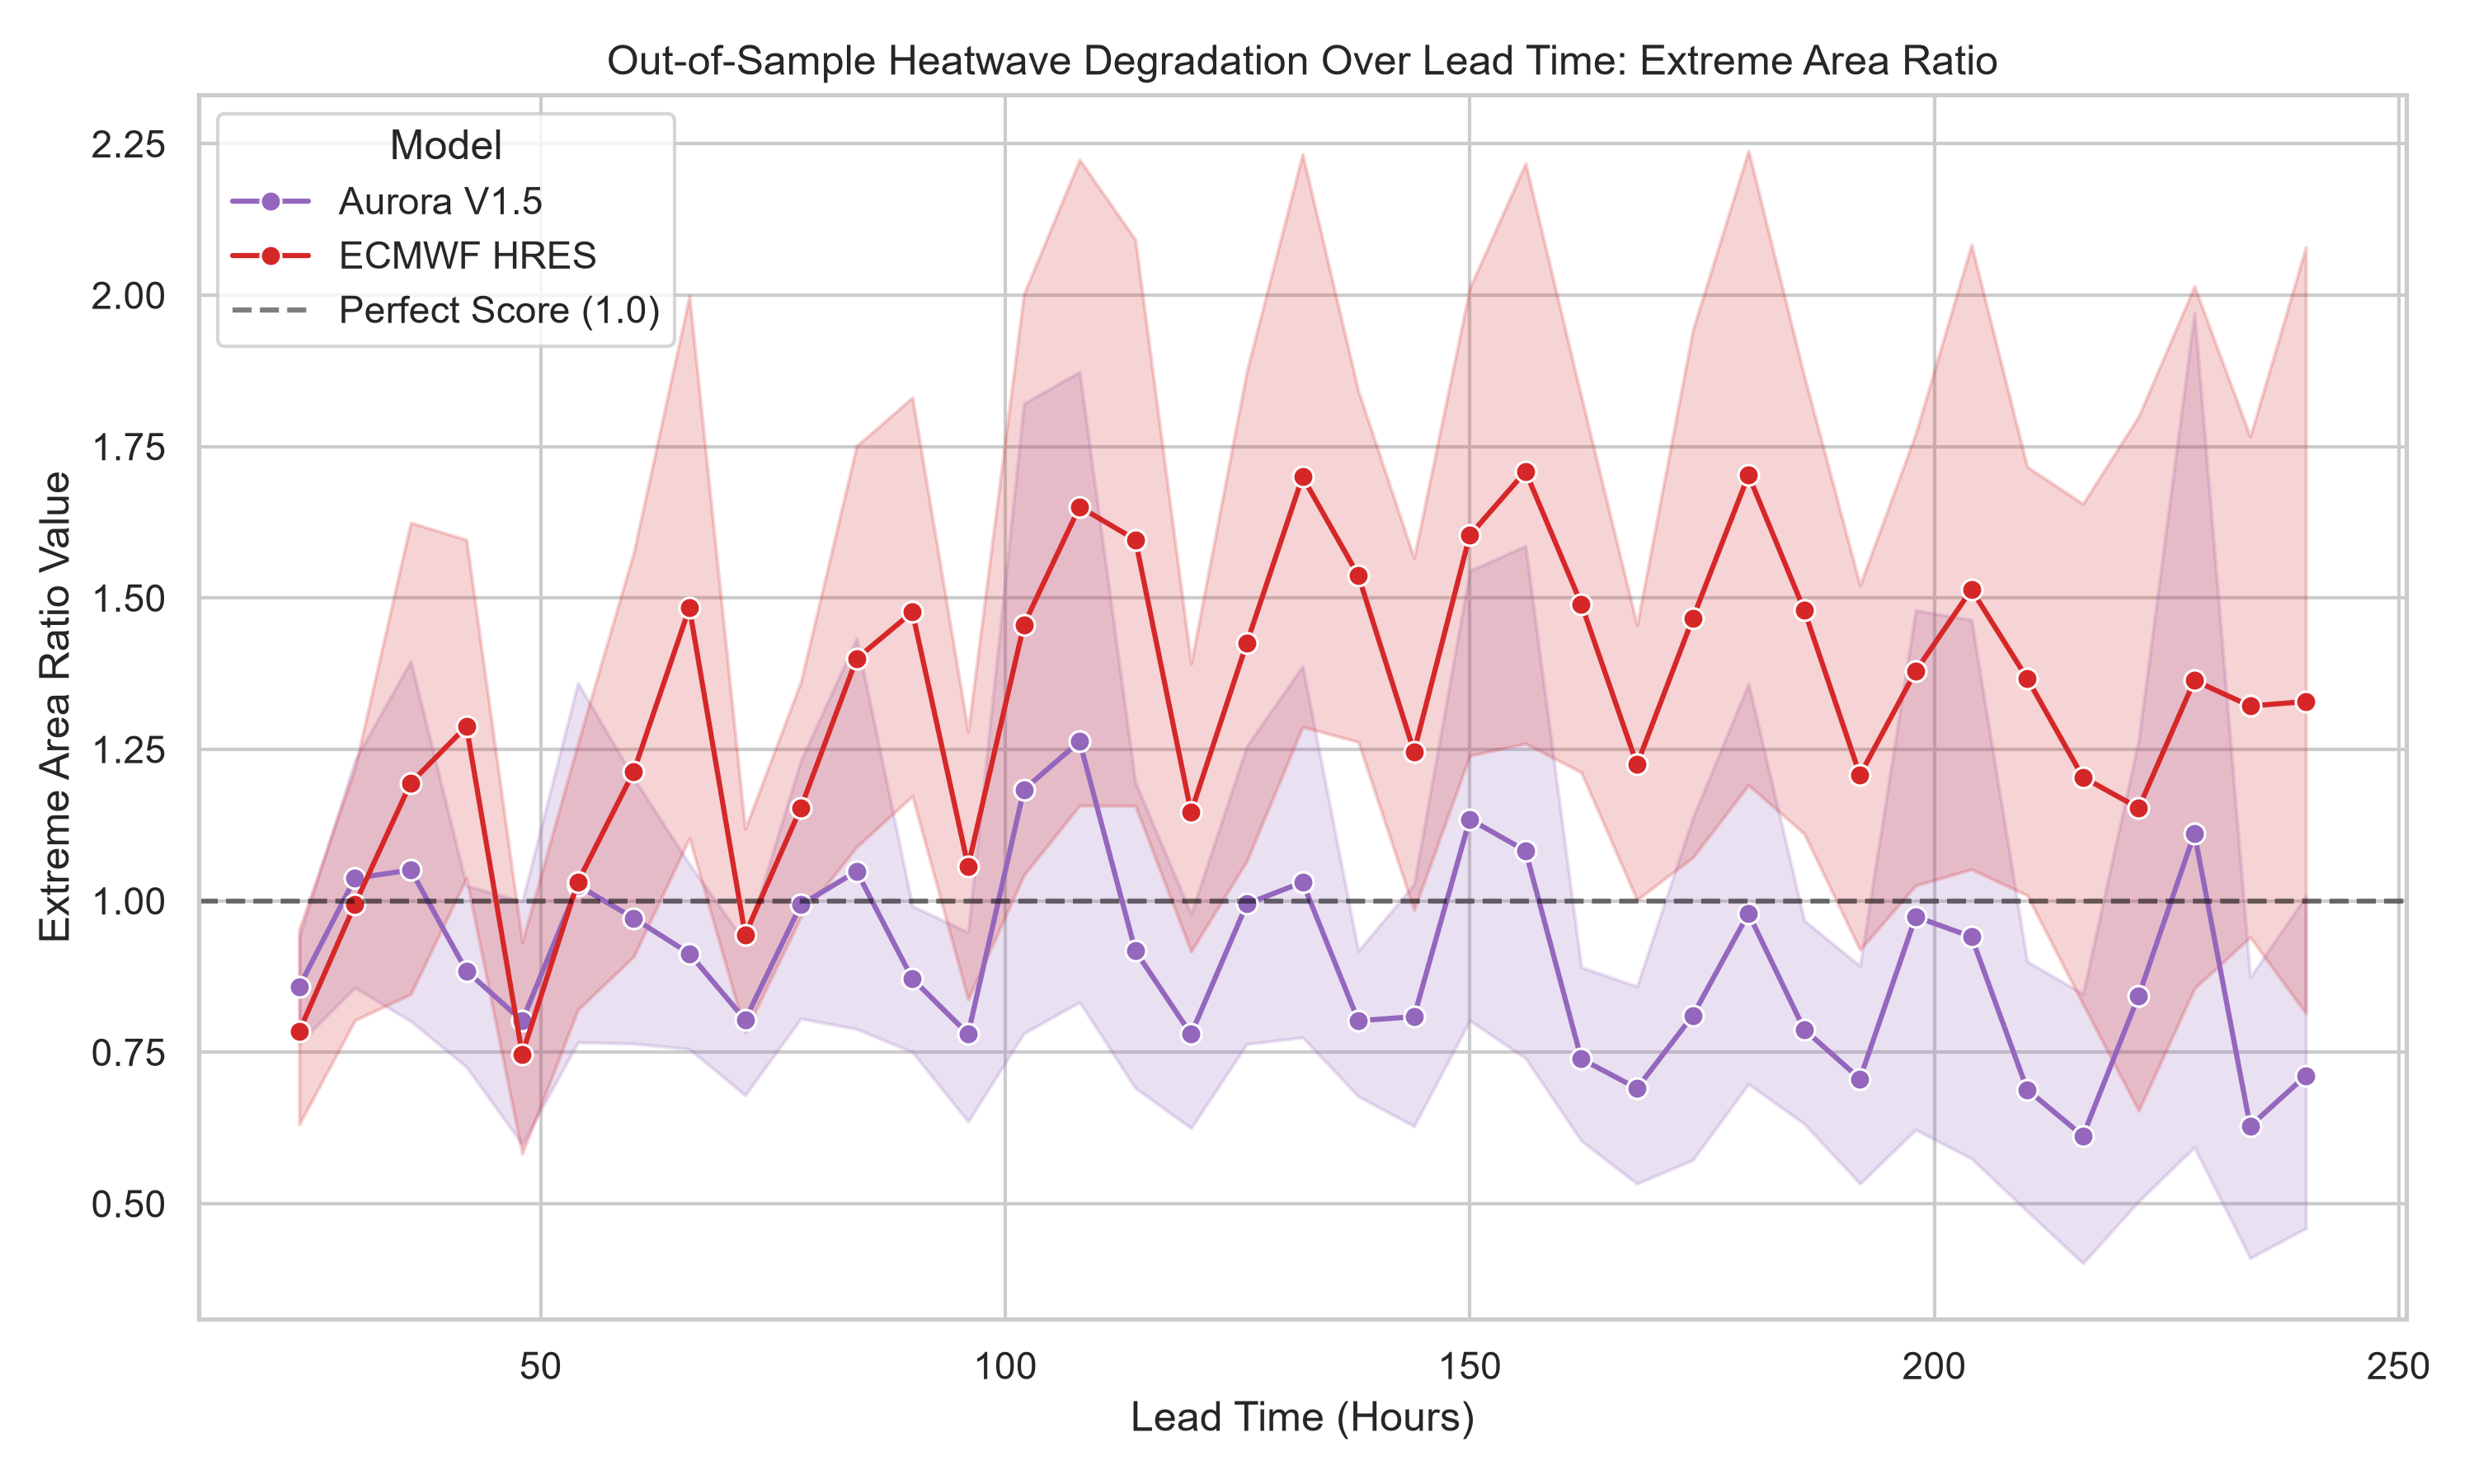 Out-of-Sample Heatwave Degradation Over Lead Time: Extreme Area Ratio
Model
Aurora V1.5
ECMWF HRES
Perfect Score (1.0)
Extreme Area Ratio Value
2.25
2.00
1.75
1.50
1.25
1.00
0.75
0.50
50
100
150
200
250
Lead Time (Hours)